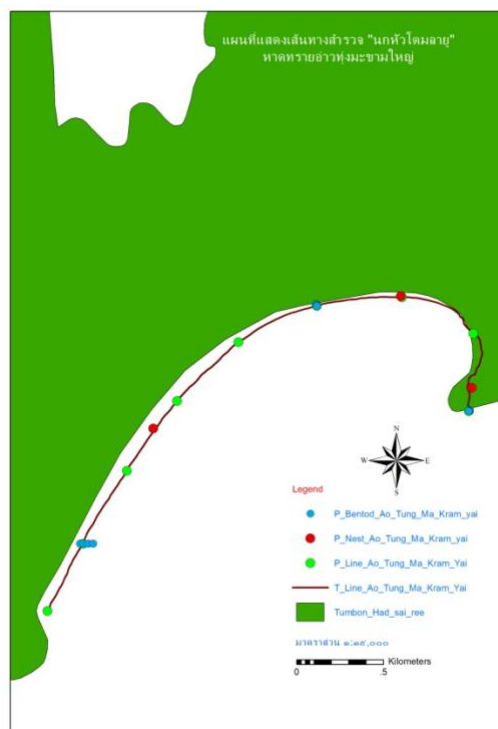 แผนที่แสดงเส้นทางสำรวจ "นกหัวโตมลายู"
หาดทรายอ่าวทุ่งมะขามใหญ่
N
W E
S
Legend
P_Bentod_Ao_Tung_Ma_Kram_yai
P_Nest_Ao_Tung_Ma_Kram_yai
P_Line_Ao_Tung_Ma_Kram_Yai
T_Line_Ao_Tung_Ma_Kram_Yai
Tumbon_Had_sai_ree
มาตราส่วน ๑:๑๕,๐๐๐
Kilometers
0 .5